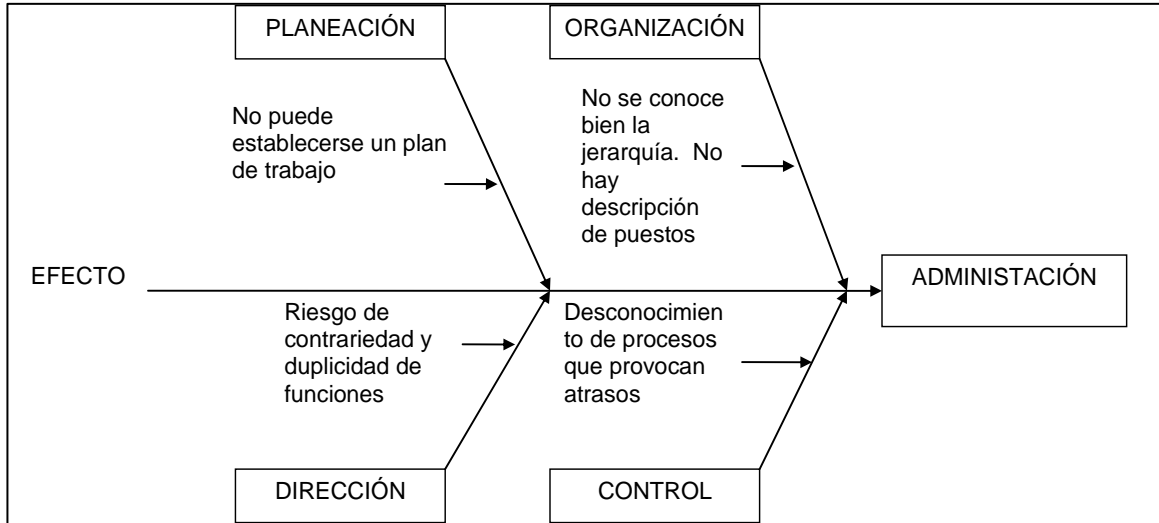 PLANEACIÓN
ORGANIZACIÓN
No puede
establecerse un plan
de trabajo
No se conoce
bien la
jerarquía. No
hay
descripción
de puestos
EFECTO
ADMINISTACIÓN
Riesgo de
contrariedad y
duplicidad de
funciones
Desconocimien
to de procesos
que provocan
atrasos
DIRECCIÓN
CONTROL